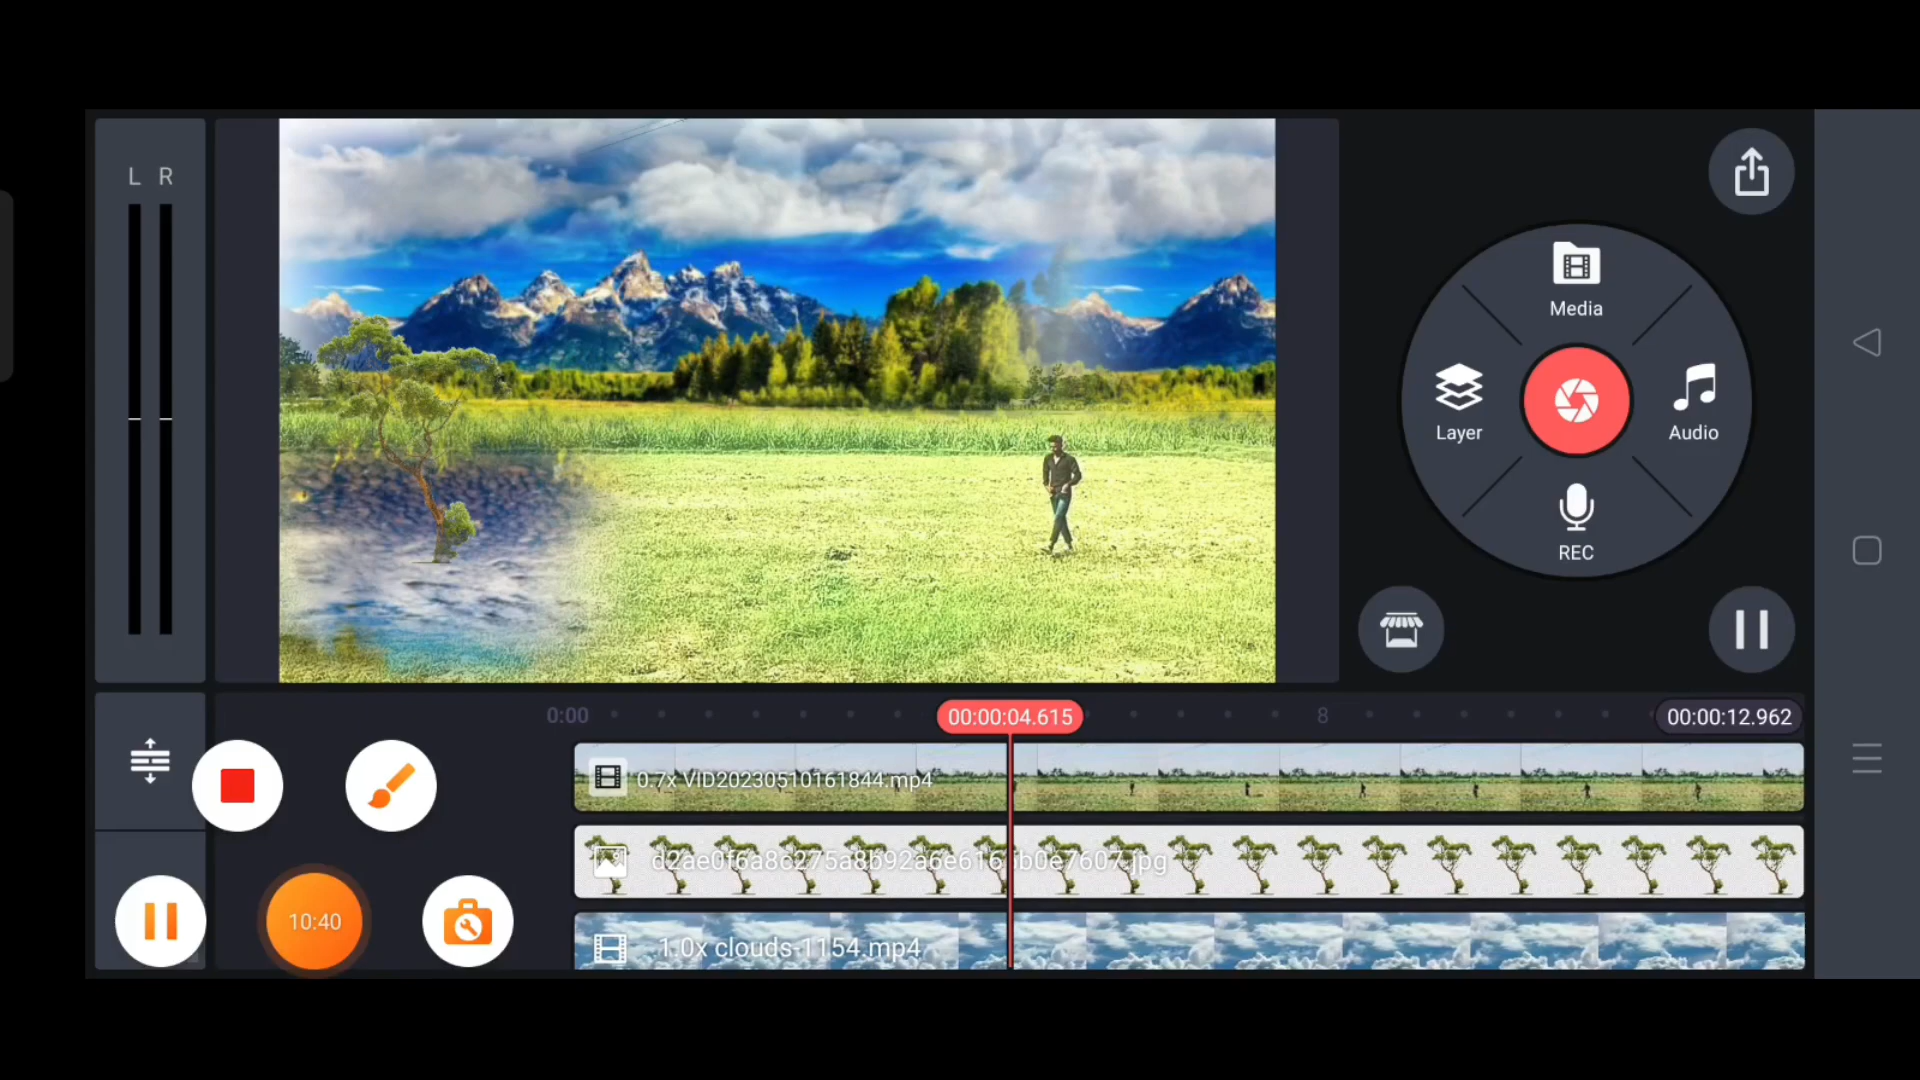 L R
Media
Layer
Audio
REC
0:00
00:00:04.615
8
00:00:12.962
0.7x VID20230510161844.mp4
1.0x clouds-1154.mp4
10:40